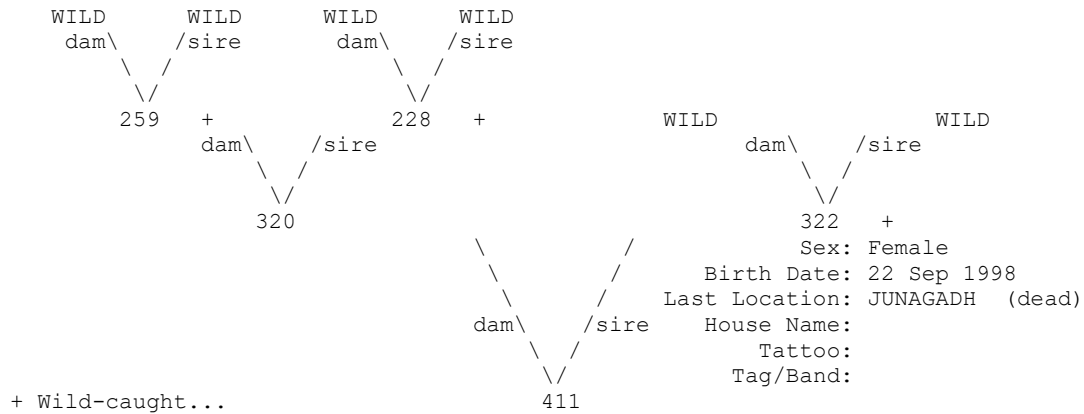 WILD WILD WILD WILD
dam\ /sire dam\ /sire
\ / \ /
\/ \/
259 + 228 + WILD WILD
dam\ /sire dam\ /sire
\ / \ /
\/ \/
320 322 +
\ / Sex: Female
\ / Birth Date: 22 Sep 1998
\ / Last Location: JUNAGADH (dead)
dam\ /sire House Name:
\ / Tattoo:
\/ Tag/Band:
+ Wild-caught... 411